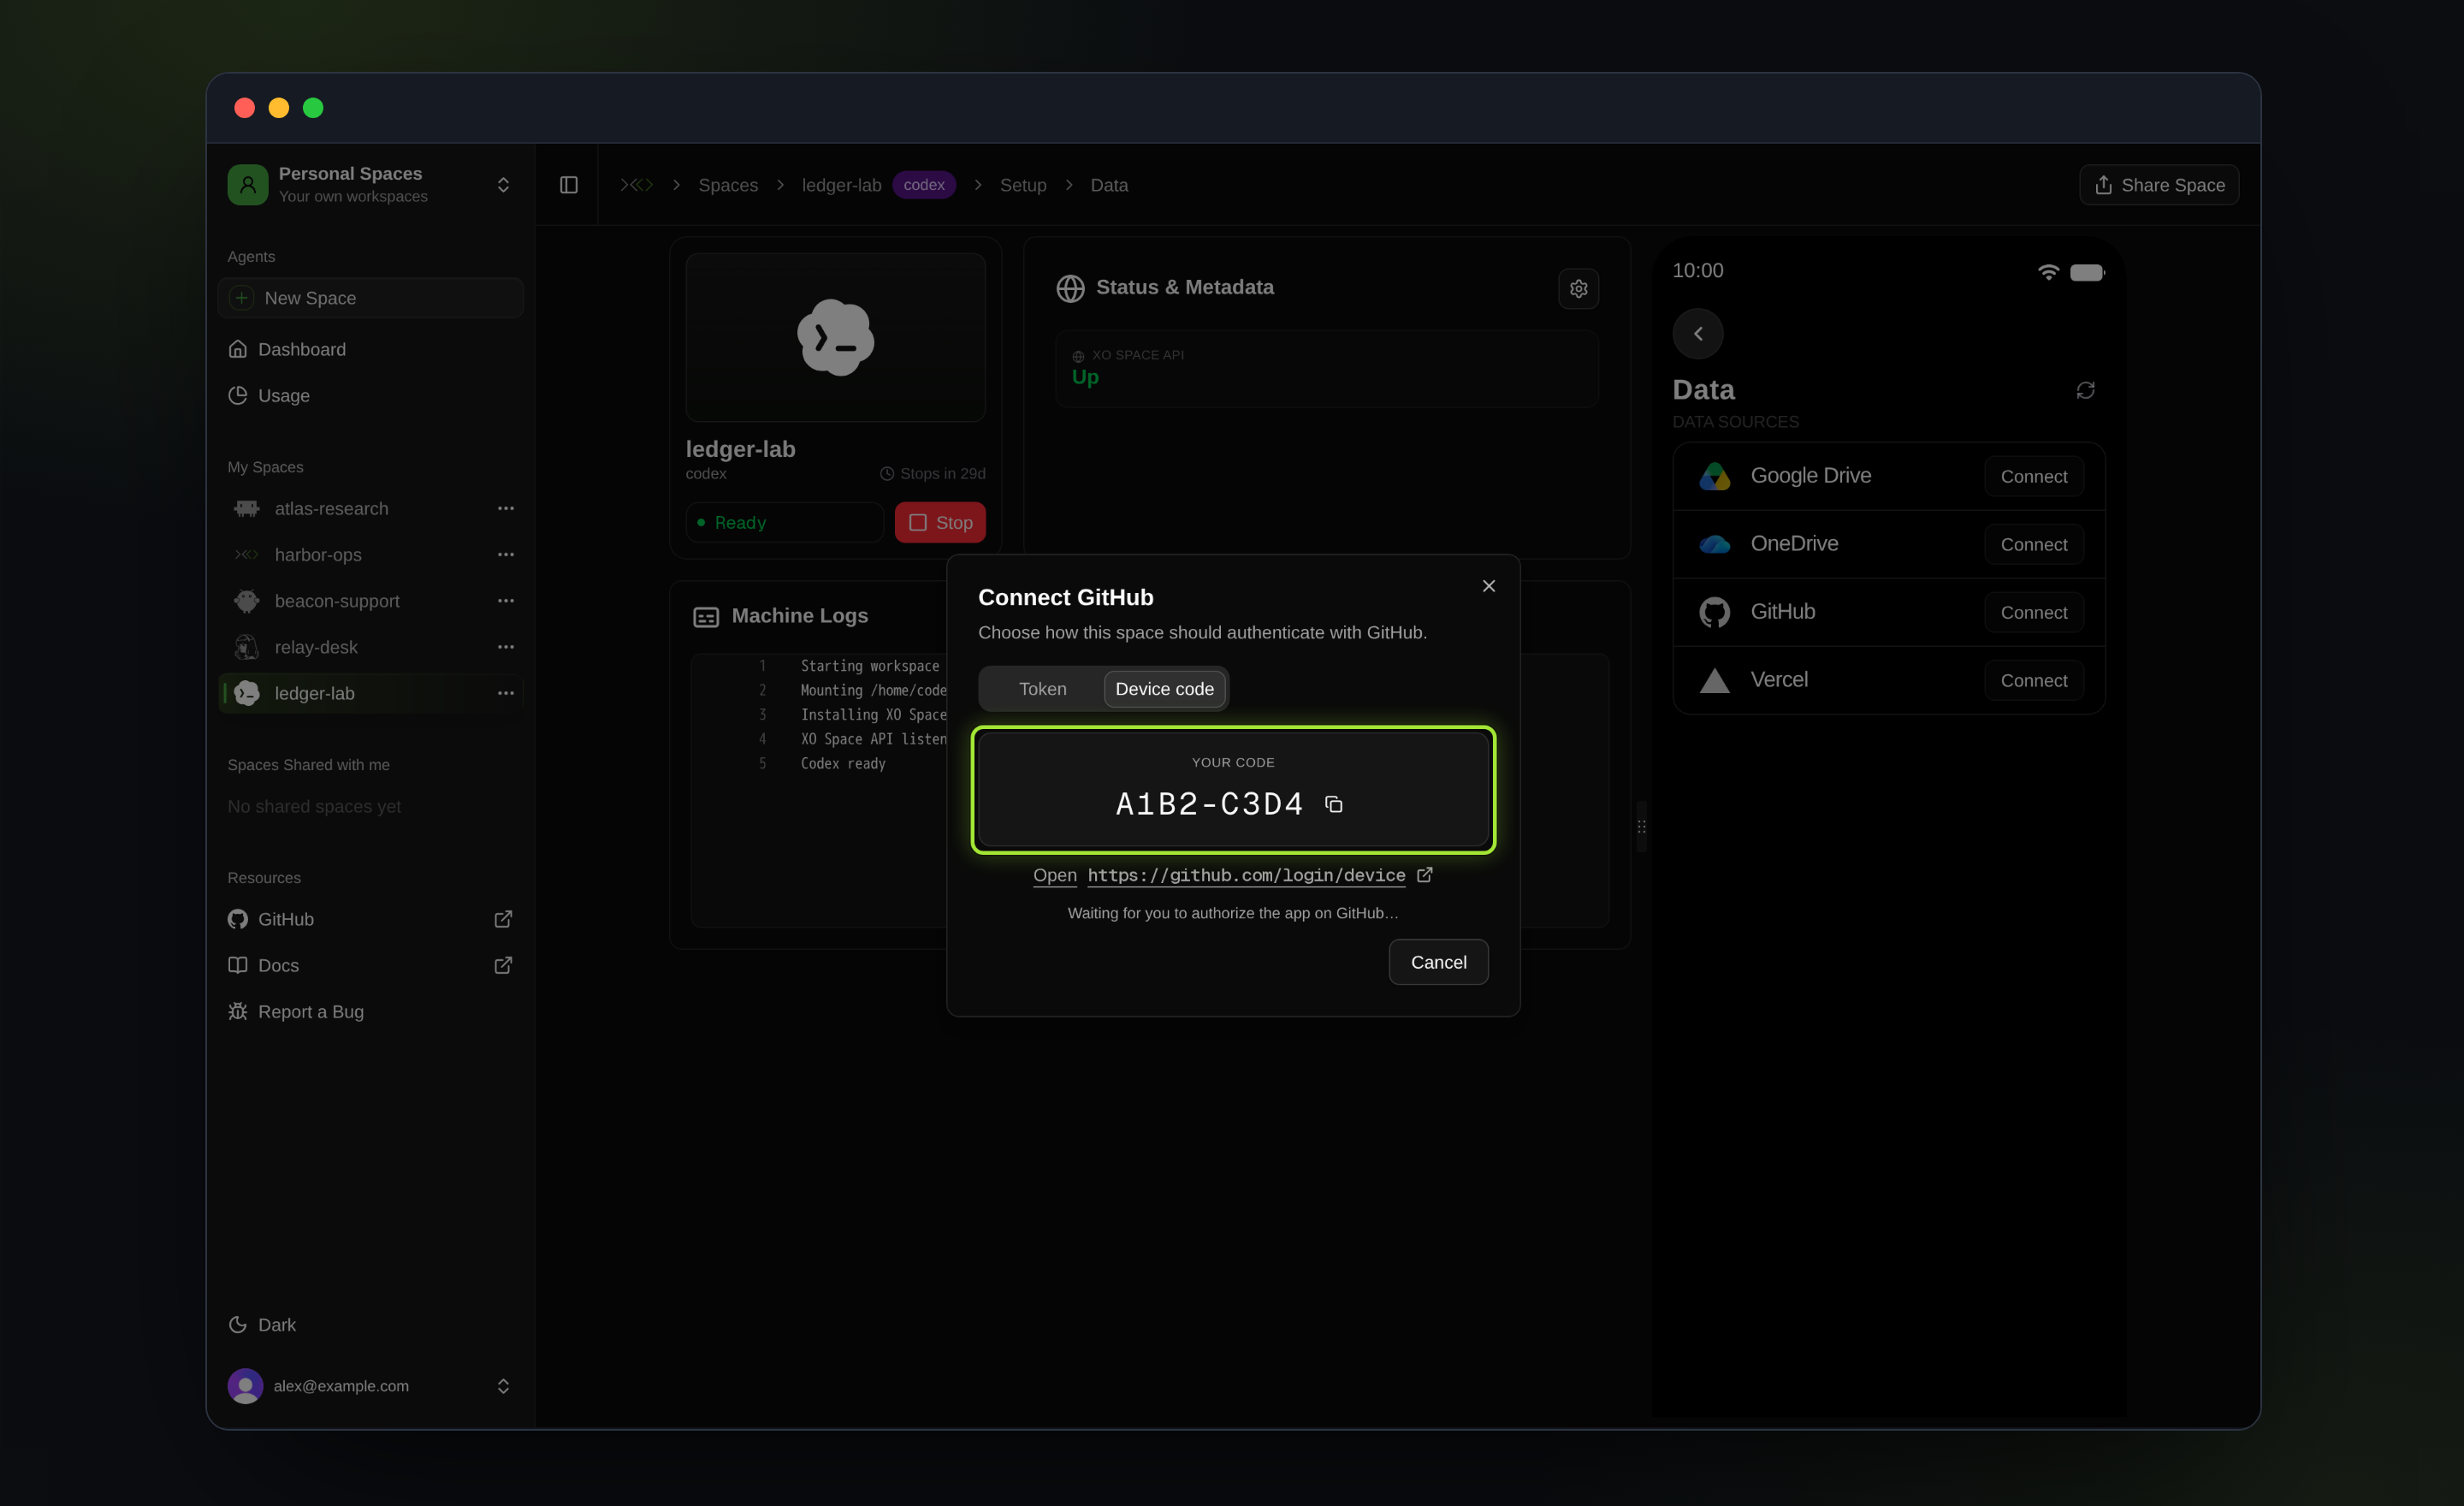 Personal Spaces
Your own workspaces
Agents
New Space
Dashboard
Usage
My Spaces
atlas-research
harbor-ops
beacon-support
relay-desk
ledger-lab
Spaces Shared with me
No shared spaces yet
Resources
GitHub
Docs
Report a Bug
Dark
alex@example.com
Spaces
ledger-lab codex
Setup
Data
Share Space
ledger-lab
codex
Stops in 29d
Ready
Stop
Status & Metadata
XO SPACE API
Up
Machine Logs
1 Starting workspace
2 Mounting /home/code
3 Installing XO Space
4 XO Space API listen
5 Codex ready
Connect GitHub
Choose how this space should authenticate with GitHub.
Token
Device code
YOUR CODE
A1B2-C3D4
Open https://github.com/login/device
Waiting for you to authorize the app on GitHub…
Cancel
10:00
Data
DATA SOURCES
Google Drive Connect
OneDrive Connect
GitHub Connect
Vercel Connect